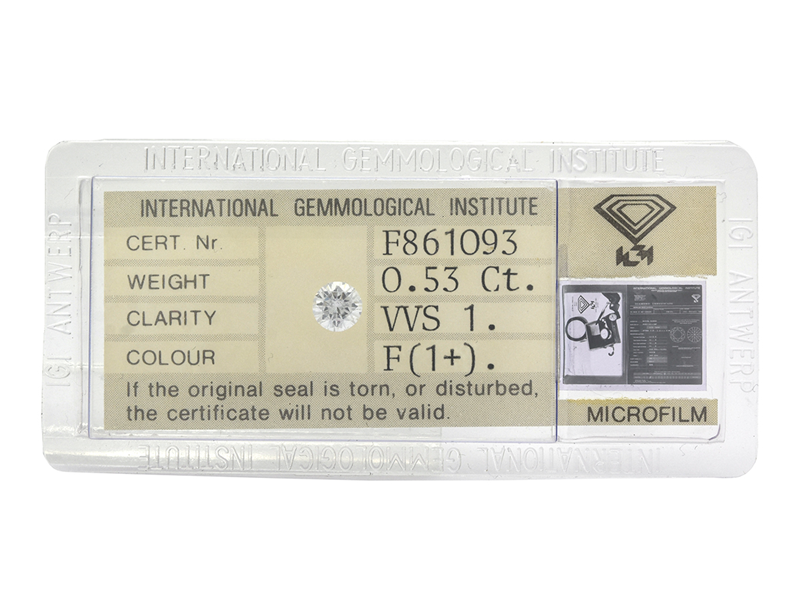 INTERNATIONAL GEMMOLOGICAL INSTITUTE
IGI ANTWERP
INTERNATIONAL GEMMOLOGICAL INSTITUTE
CERT. Nr. F861093
WEIGHT 0.53 Ct.
CLARITY VVS 1.
COLOUR F(1+).
If the original seal is torn, or disturbed,
the certificate will not be valid.
MICROFILM
IGI ANTWERP
INTERNATIONAL GEMMOLOGICAL INSTITUTE